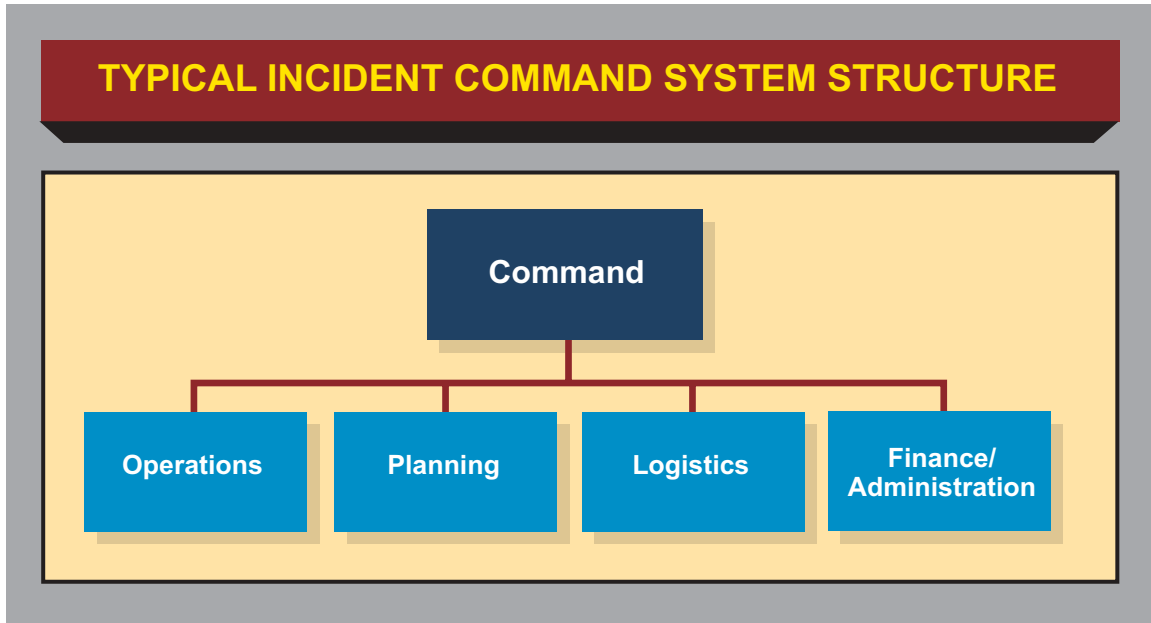 TYPICAL INCIDENT COMMAND SYSTEM STRUCTURE
Command
Operations
Planning
Logistics
Finance/
Administration